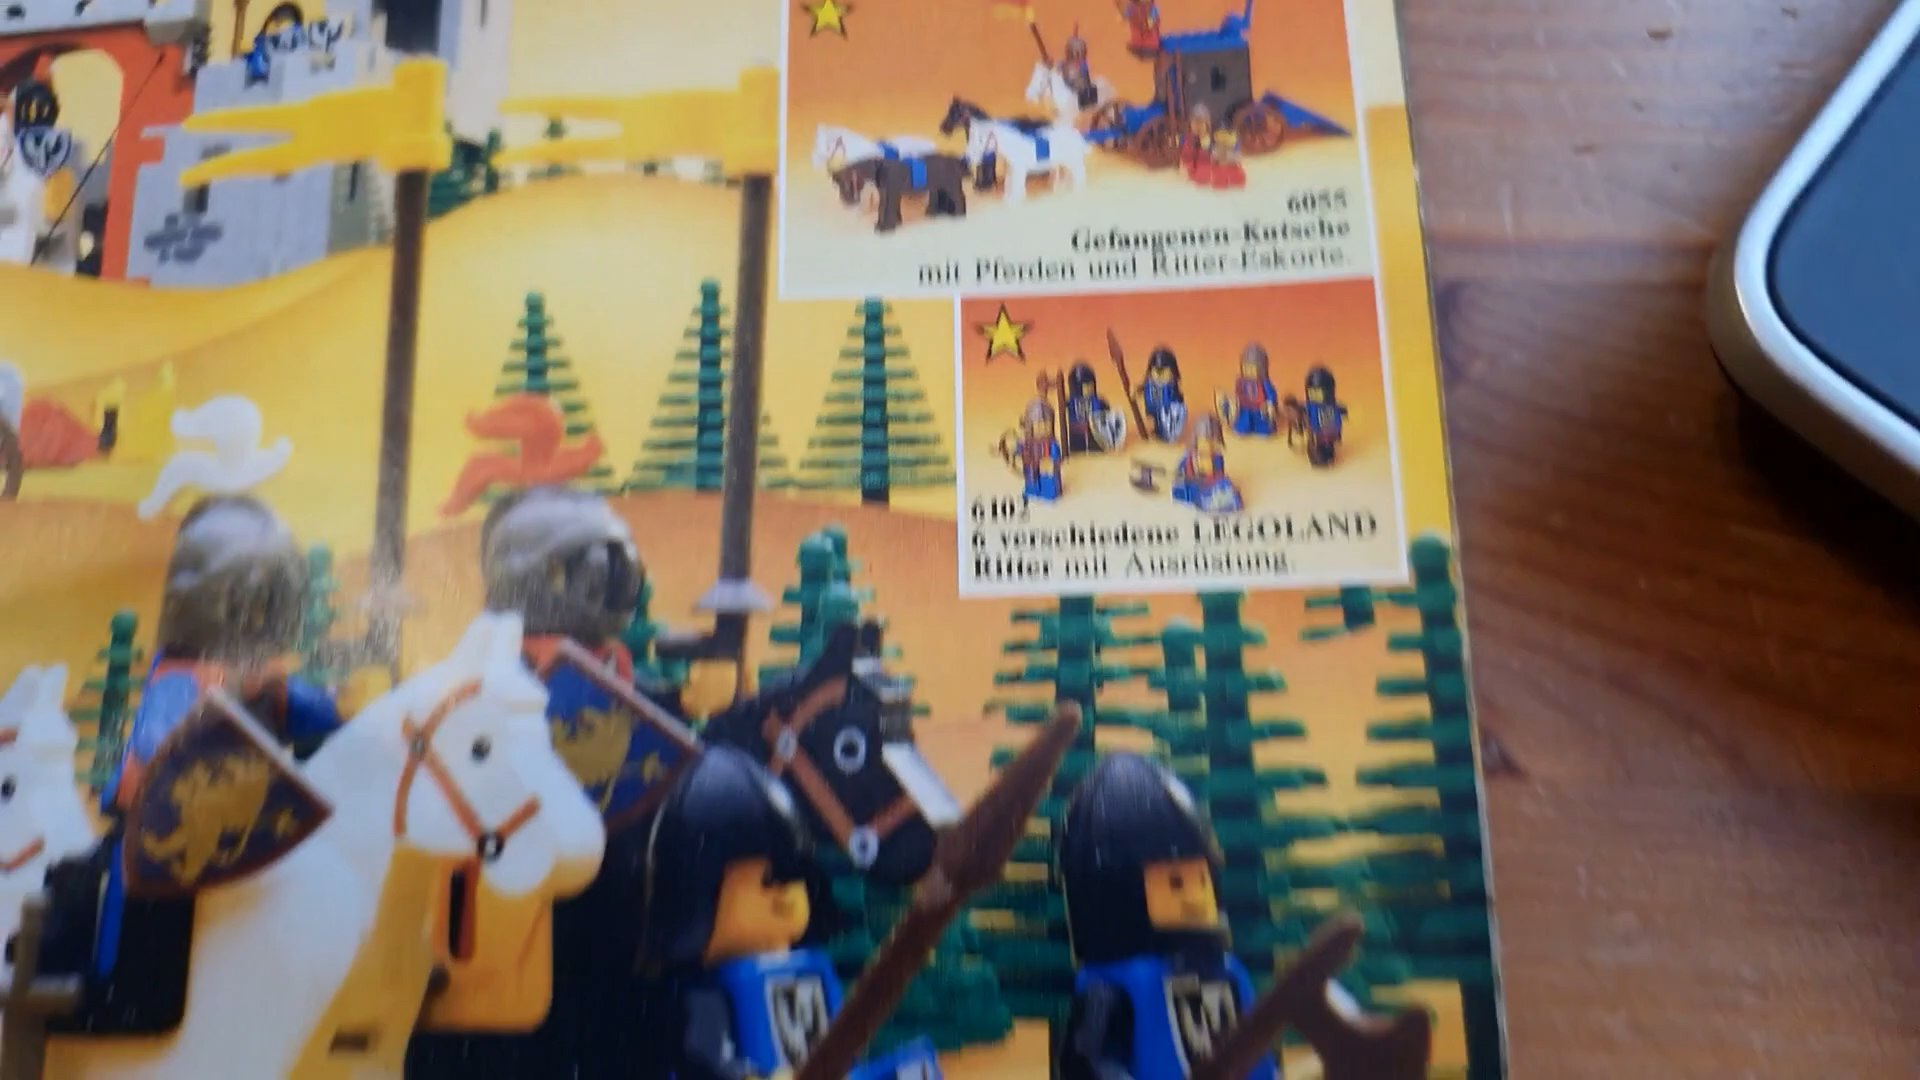 6055
Gefangenen-Kutsche
mit Pferden und Ritter-Eskorte.
6102
6 verschiedene LEGOLAND
Ritter mit Ausrüstung.